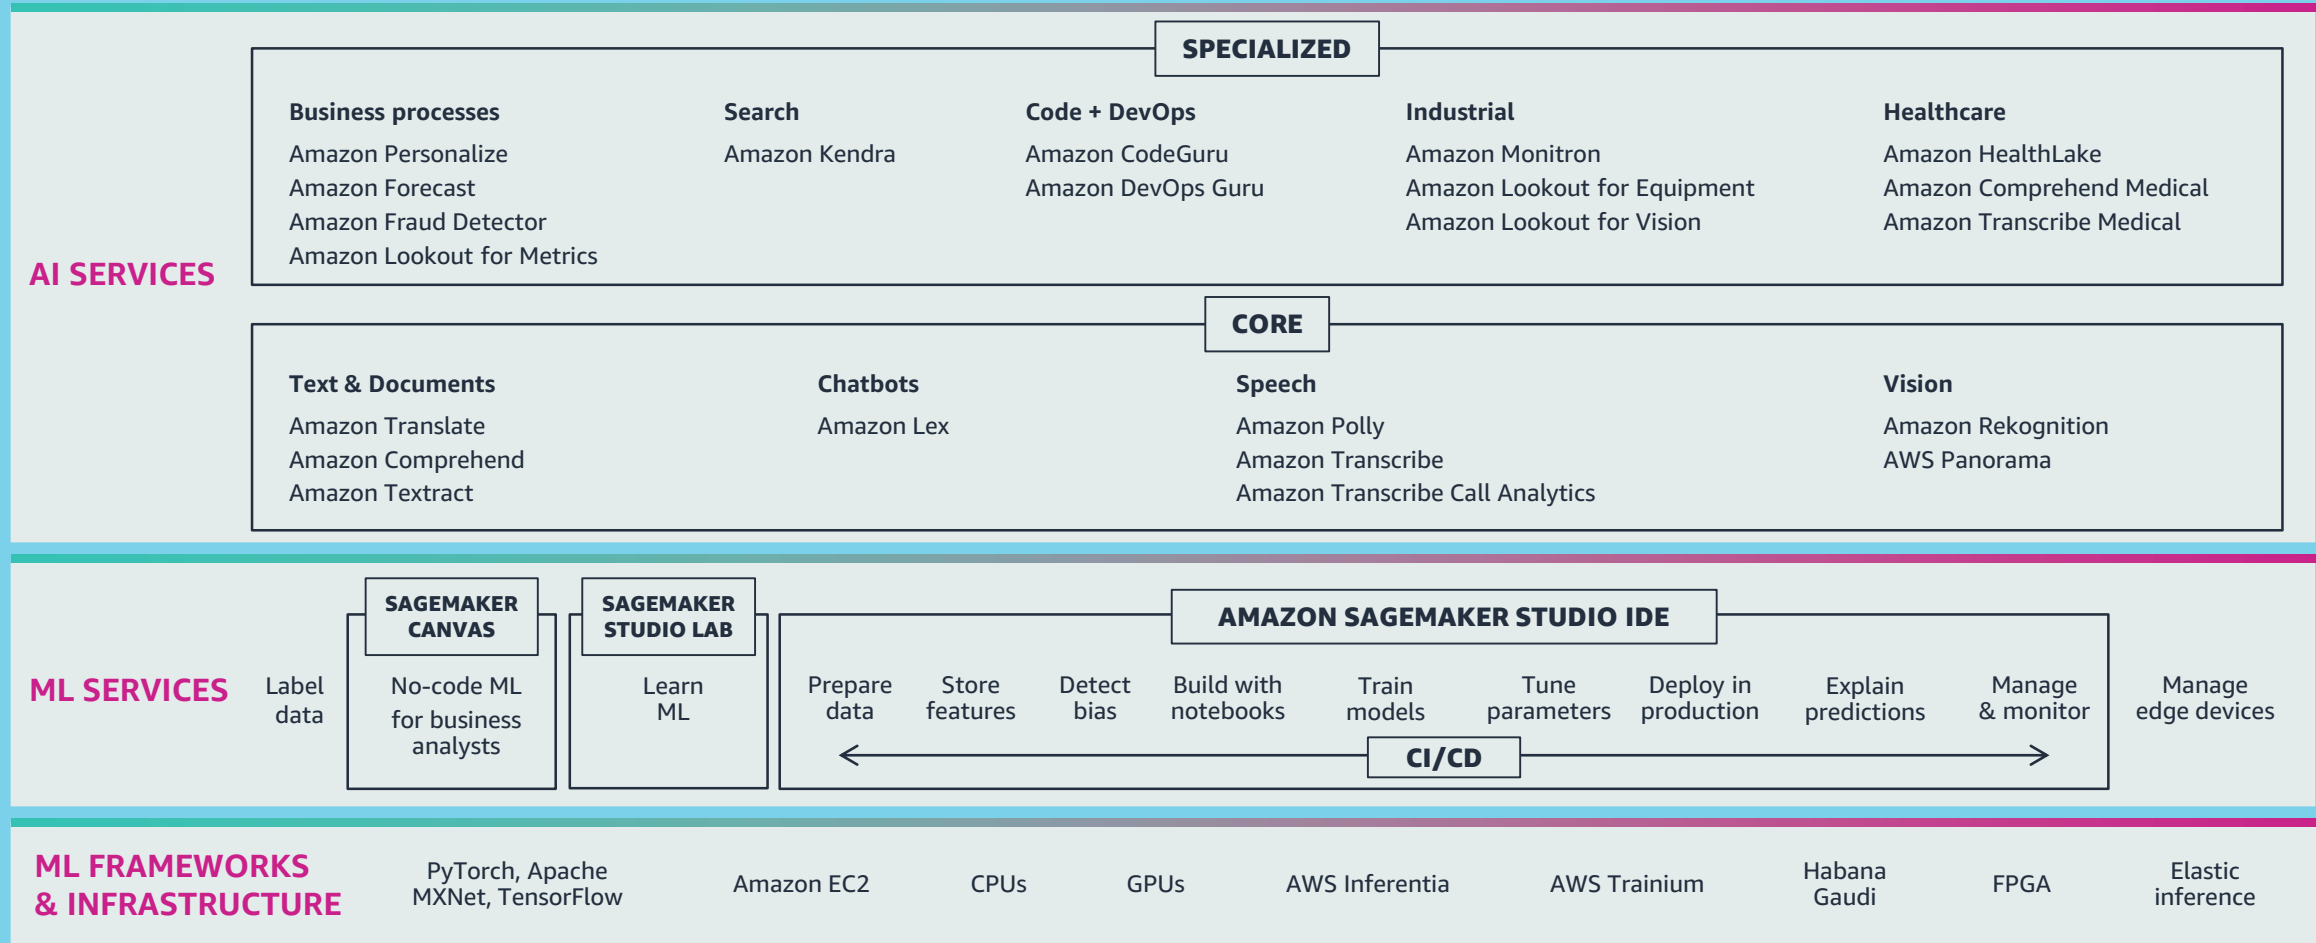 SPECIALIZED
Business processes
Amazon Personalize
Amazon Forecast
Amazon Fraud Detector
Amazon Lookout for Metrics
Search
Amazon Kendra
Code + DevOps
Amazon CodeGuru
Amazon DevOps Guru
Industrial
Amazon Monitron
Amazon Lookout for Equipment
Amazon Lookout for Vision
Healthcare
Amazon HealthLake
Amazon Comprehend Medical
Amazon Transcribe Medical
AI SERVICES
CORE
Text & Documents
Amazon Translate
Amazon Comprehend
Amazon Textract
Chatbots
Amazon Lex
Speech
Amazon Polly
Amazon Transcribe
Amazon Transcribe Call Analytics
Vision
Amazon Rekognition
AWS Panorama
ML SERVICES
Label
data
SAGEMAKER
CANVAS
No-code ML
for business
analysts
SAGEMAKER
STUDIO LAB
Learn
ML
AMAZON SAGEMAKER STUDIO IDE
Prepare
data
Store
features
Detect
bias
Build with
notebooks
Train
models
Tune
parameters
Deploy in
production
Explain
predictions
Manage
& monitor
CI/CD
Manage
edge devices
ML FRAMEWORKS
& INFRASTRUCTURE
PyTorch, Apache
MXNet, TensorFlow
Amazon EC2
CPUs
GPUs
AWS Inferentia
AWS Trainium
Habana
Gaudi
FPGA
Elastic
inference